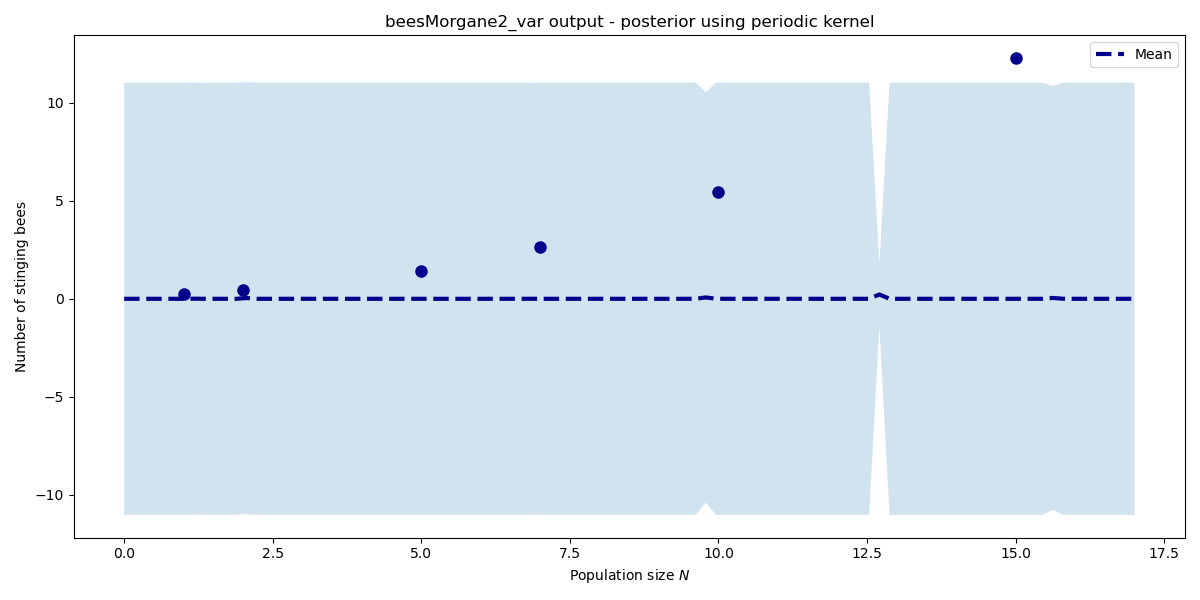 beesMorgane2_var output - posterior using periodic kernel
Mean
Number of stinging bees
10
5
0
−5
−10
0.0 2.5 5.0 7.5 10.0 12.5 15.0 17.5
Population size N